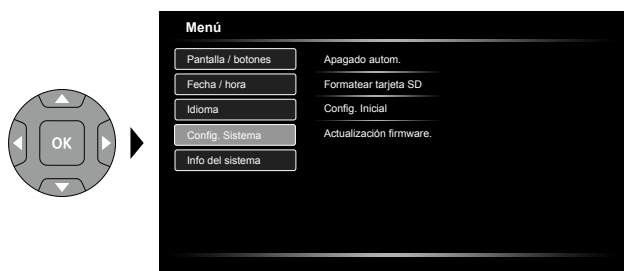 Menú
Pantalla / botones
Fecha / hora
Idioma
Config. Sistema
Info del sistema
Apagado autom.
Formatear tarjeta SD
Config. Inicial
Actualización firmware.
OK